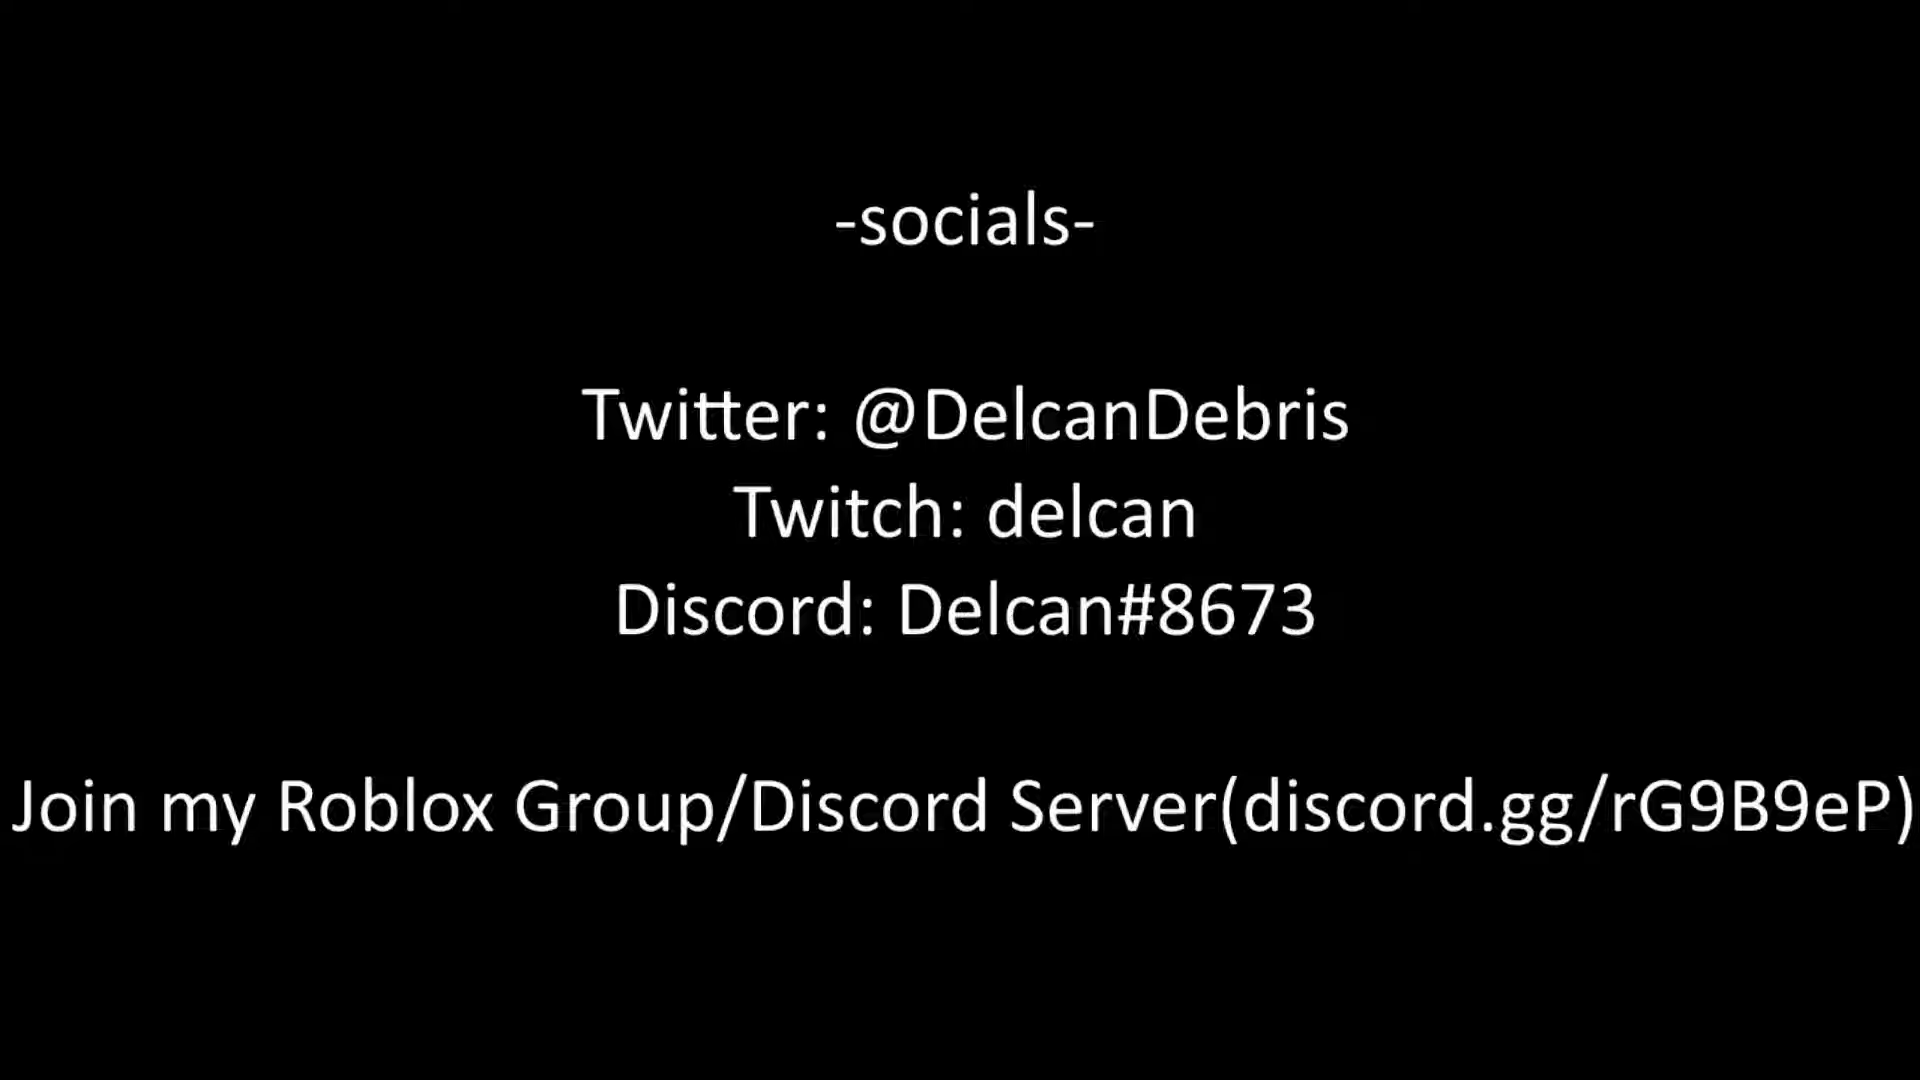 -socials-
Twitter: @DelcanDebris
Twitch: delcan
Discord: Delcan#8673
Join my Roblox Group/Discord Server(discord.gg/rG9B9eP)